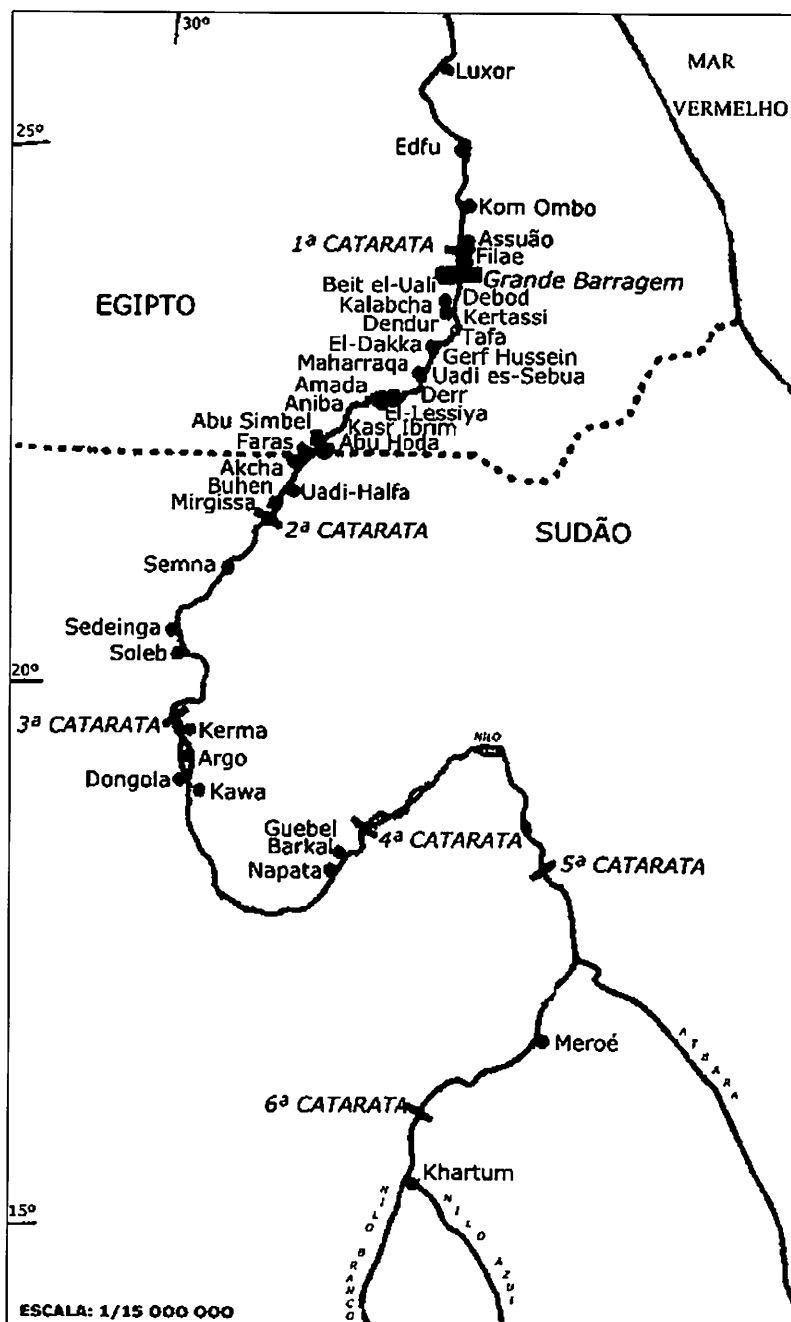 30º
Luxor
MAR
VERMELHO
25º
Edfu
Kom Ombo
1ª CATARATA
Assuão
Filae
Grande Barragem
Beit el-Uali
EGIPTO
Debod
Kalabcha
Kertassi
Dendur
Tafa
El-Dakka
Gerf Hussein
Maharraqa
Uadi es-Sebua
Amada
Derr
Aniba
El-Lessiya
Abu Simbel
Kasr Ibrim
Faras
Abu Hoda
Akcha
Buhen
Uadi-Halfa
Mirgissa
2ª CATARATA
SUDÃO
Semna
Sedeinga
Soleb
20º
3ª CATARATA
Kerma
NILO
Argo
Dongola
Kawa
Guebel
Barkal
4ª CATARATA
Napata
5ª CATARATA
Meroé
ATBARA
6ª CATARATA
Khartum
NILO BRANCO
NILO AZUL
15º
ESCALA: 1/15 000 000